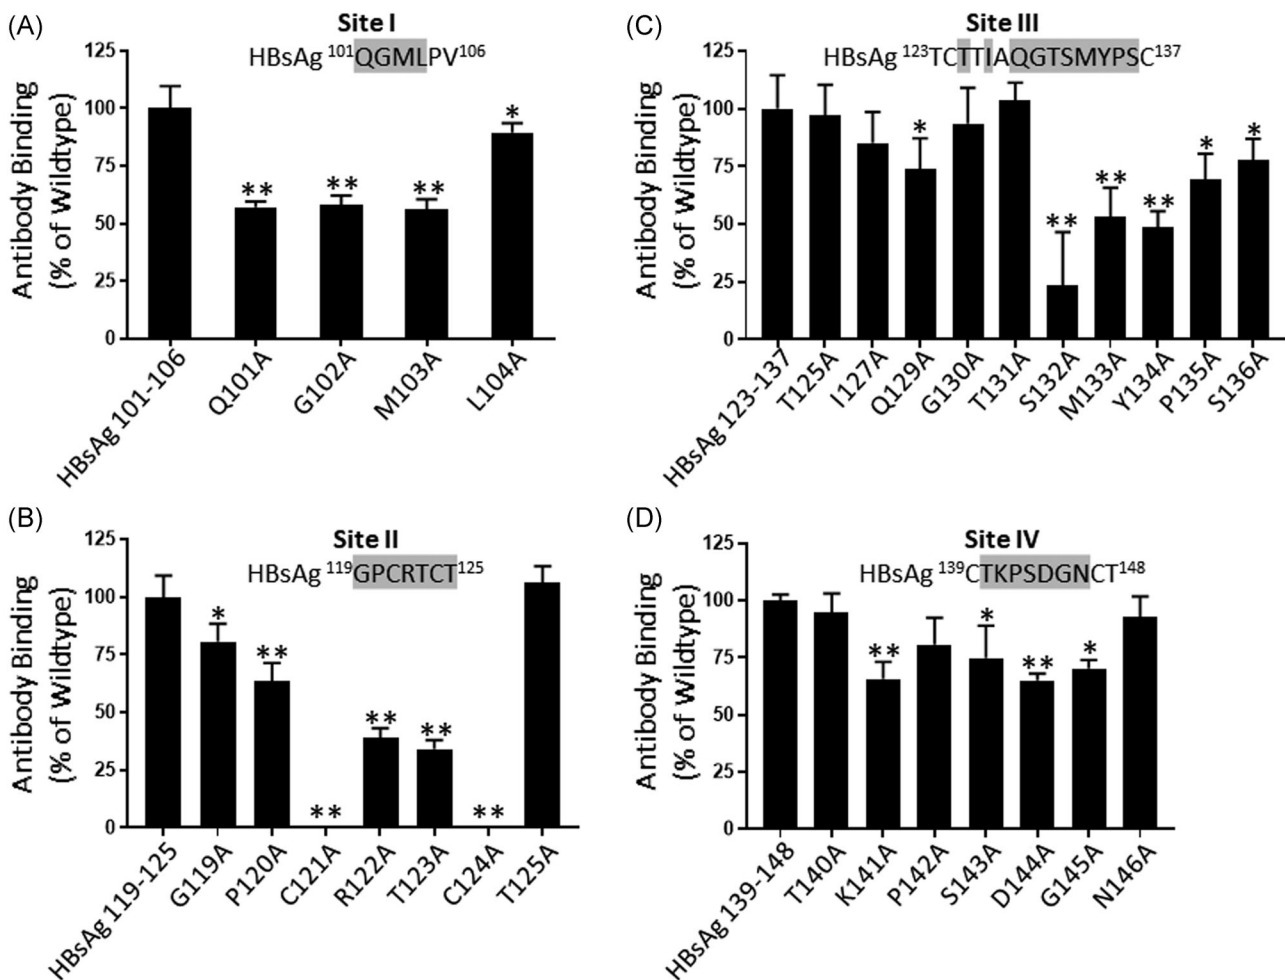 (A)
Site I
HBsAg ¹⁰¹QGMLPV¹⁰⁶
Antibody Binding
(% of Wildtype)
125
100
75
50
25
0
*
** ** **
HBsAg 101-106
Q101A
G102A
M103A
L104A
(C)
Site III
HBsAg ¹²³TCTTIAQGTSMYPSC¹³⁷
Antibody Binding
(% of Wildtype)
125
100
75
50
25
0
*
**
**
**
*
*
HBsAg 123-137
T125A
I127A
Q129A
G130A
T131A
S132A
M133A
Y134A
P135A
S136A
(B)
Site II
HBsAg ¹¹⁹GPCRTCT¹²⁵
Antibody Binding
(% of Wildtype)
125
100
75
50
25
0
*
**
**
**
**
**
HBsAg 119-125
G119A
P120A
C121A
R122A
T123A
C124A
T125A
(D)
Site IV
HBsAg ¹³⁹CTKPSDGNCT¹⁴⁸
Antibody Binding
(% of Wildtype)
125
100
75
50
25
0
**
*
**
*
HBsAg 139-148
T140A
K141A
P142A
S143A
D144A
G145A
N146A